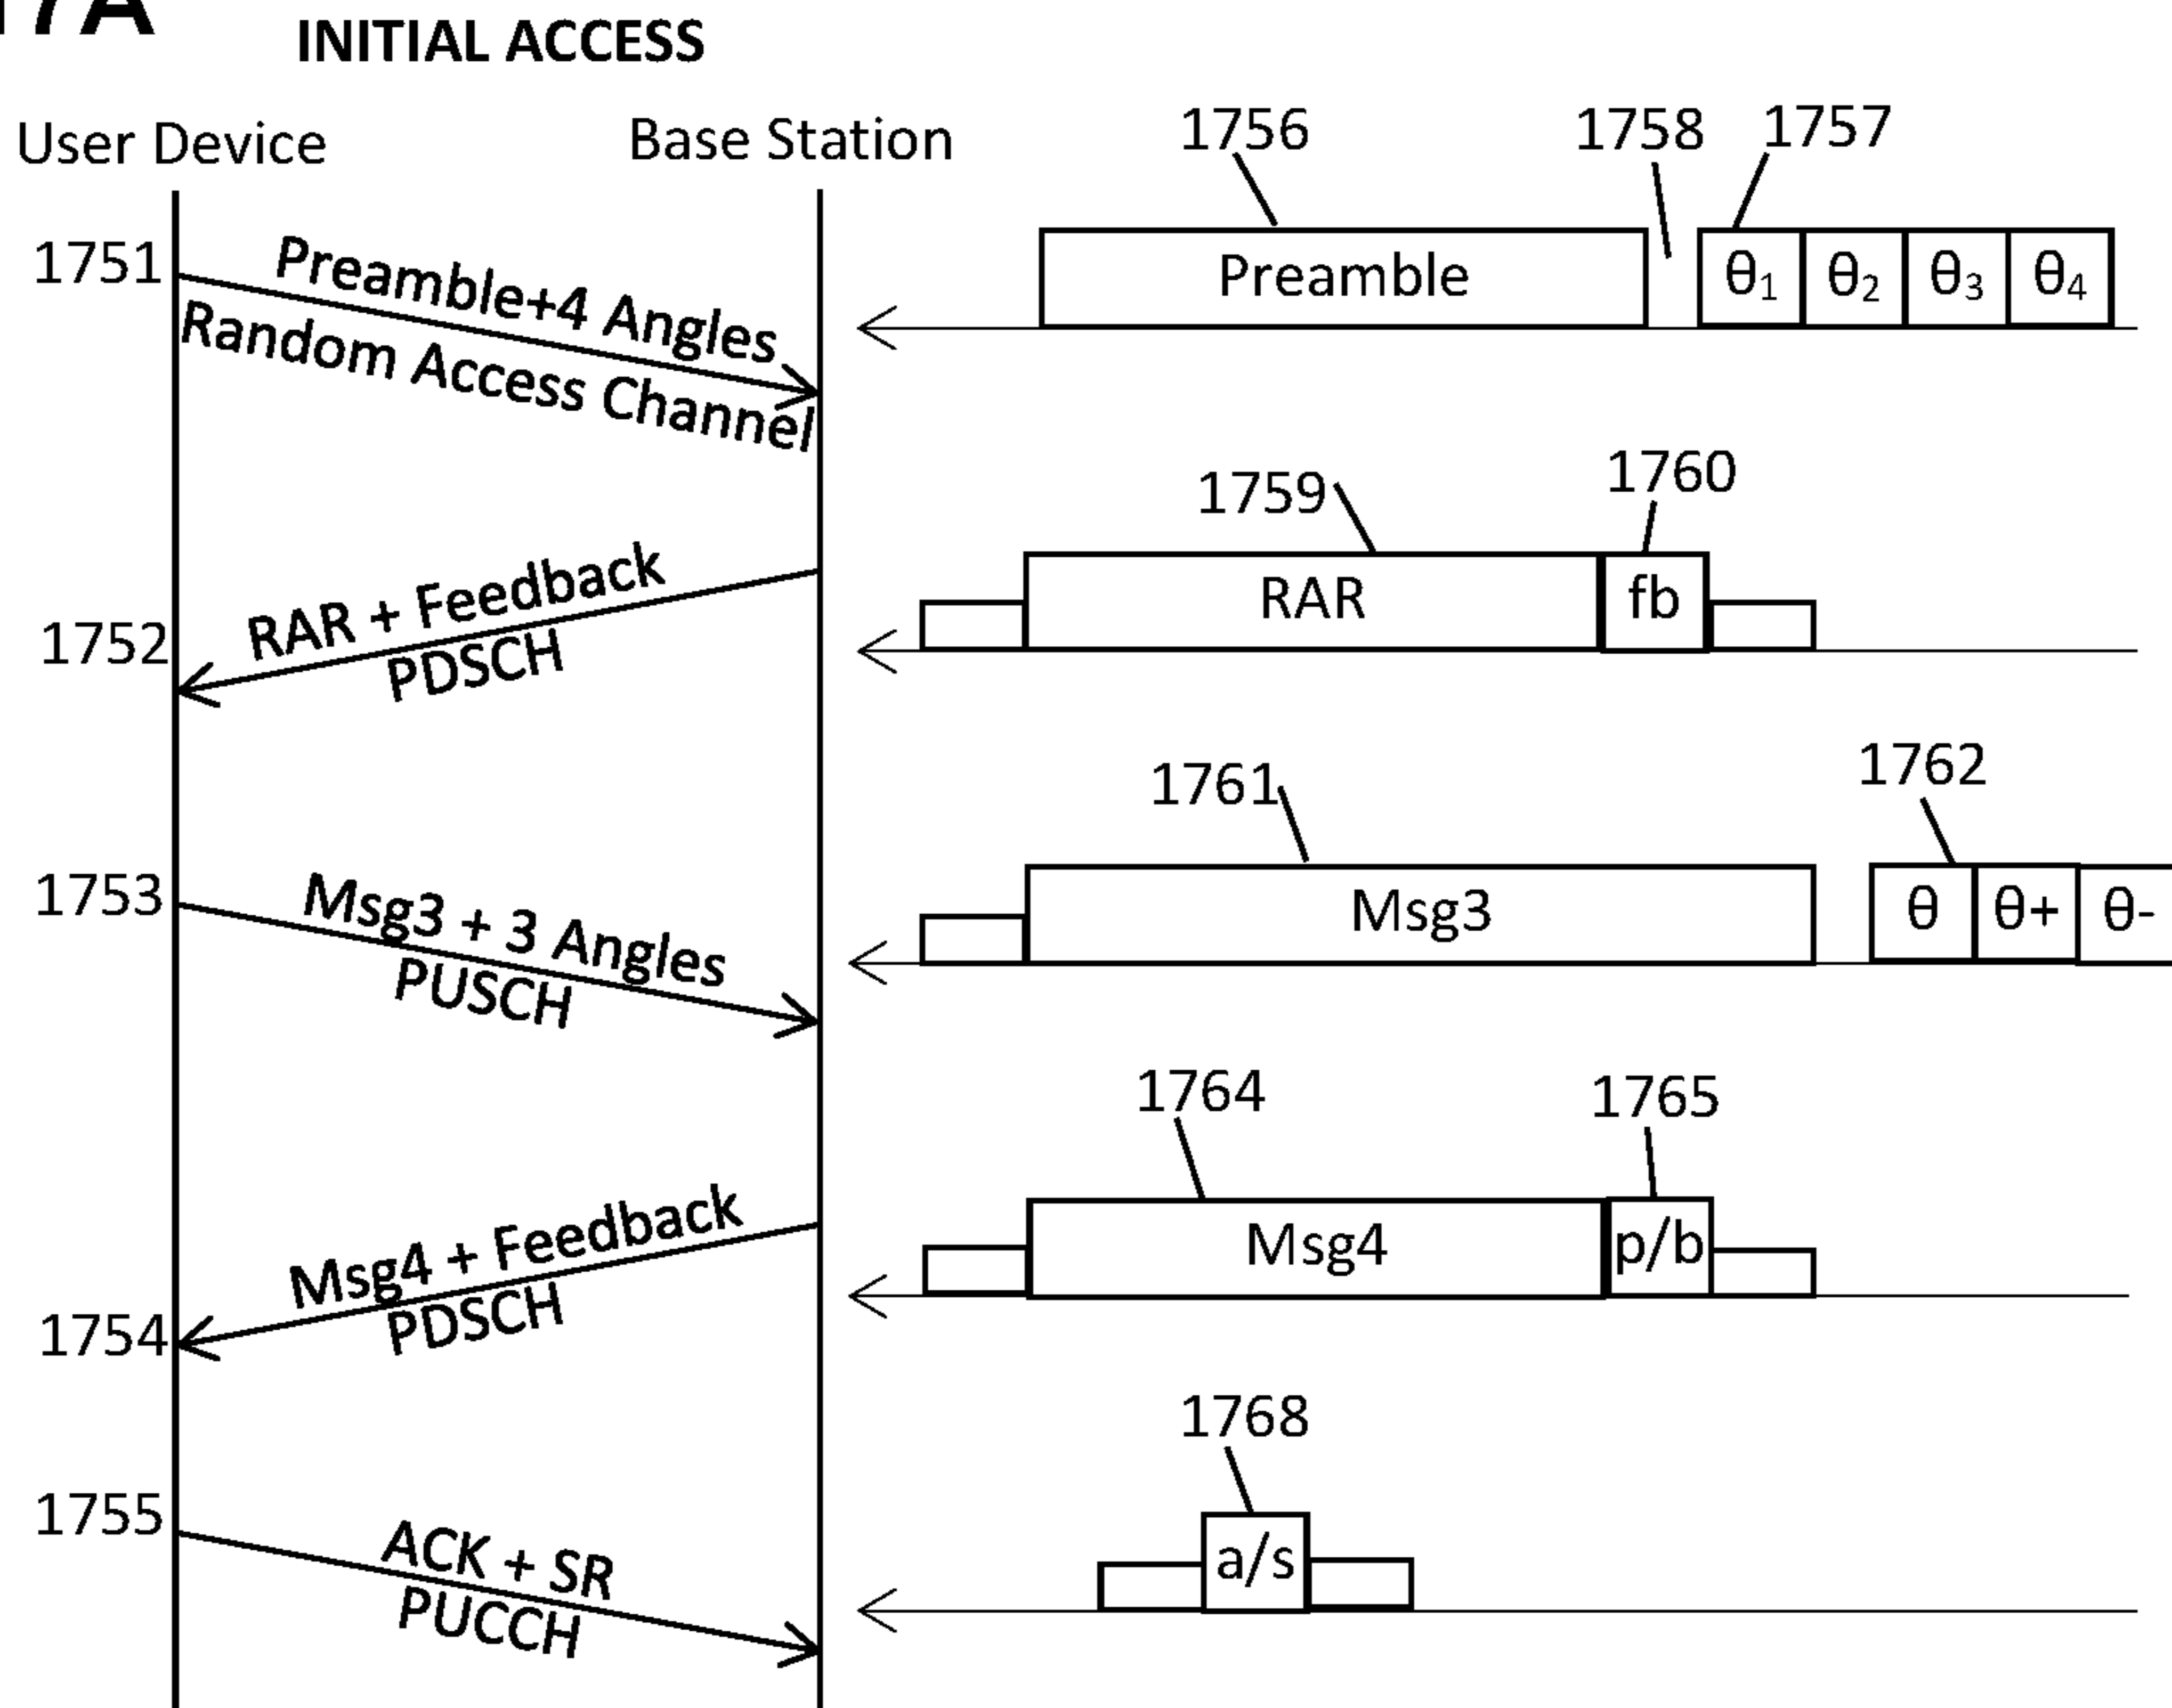 7A
INITIAL ACCESS
User Device
Base Station
1756
1758
1757
1751
Preamble+4 Angles
Random Access Channel
Preamble
θ1
θ2
θ3
θ4
1759
1760
1752
RAR + Feedback
PDSCH
RAR
fb
1761
1762
1753
Msg3 + 3 Angles
PUSCH
Msg3
θ
θ+
θ-
1764
1765
1754
Msg4 + Feedback
PDSCH
Msg4
p/b
1768
1755
ACK + SR
PUCCH
a/s